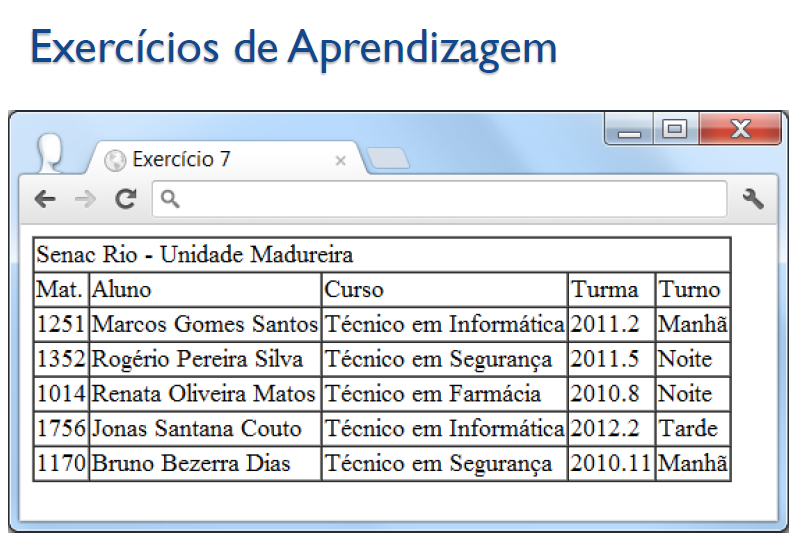 Exercícios de Aprendizagem
Exercício 7
Senac Rio - Unidade Madureira
Mat. Aluno Curso Turma Turno
1251 Marcos Gomes Santos Técnico em Informática 2011.2 Manhã
1352 Rogério Pereira Silva Técnico em Segurança 2011.5 Noite
1014 Renata Oliveira Matos Técnico em Farmácia 2010.8 Noite
1756 Jonas Santana Couto Técnico em Informática 2012.2 Tarde
1170 Bruno Bezerra Dias Técnico em Segurança 2010.11 Manhã